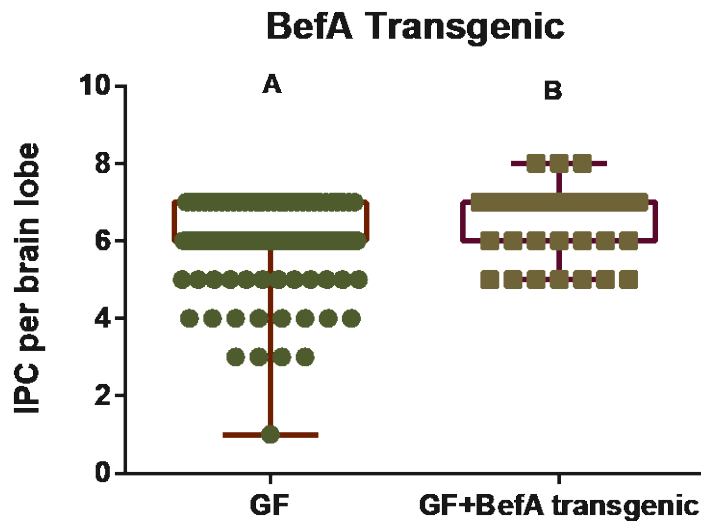 BefA Transgenic
A
B
10
8
6
4
2
0
IPC per brain lobe
GF
GF+BefA transgenic